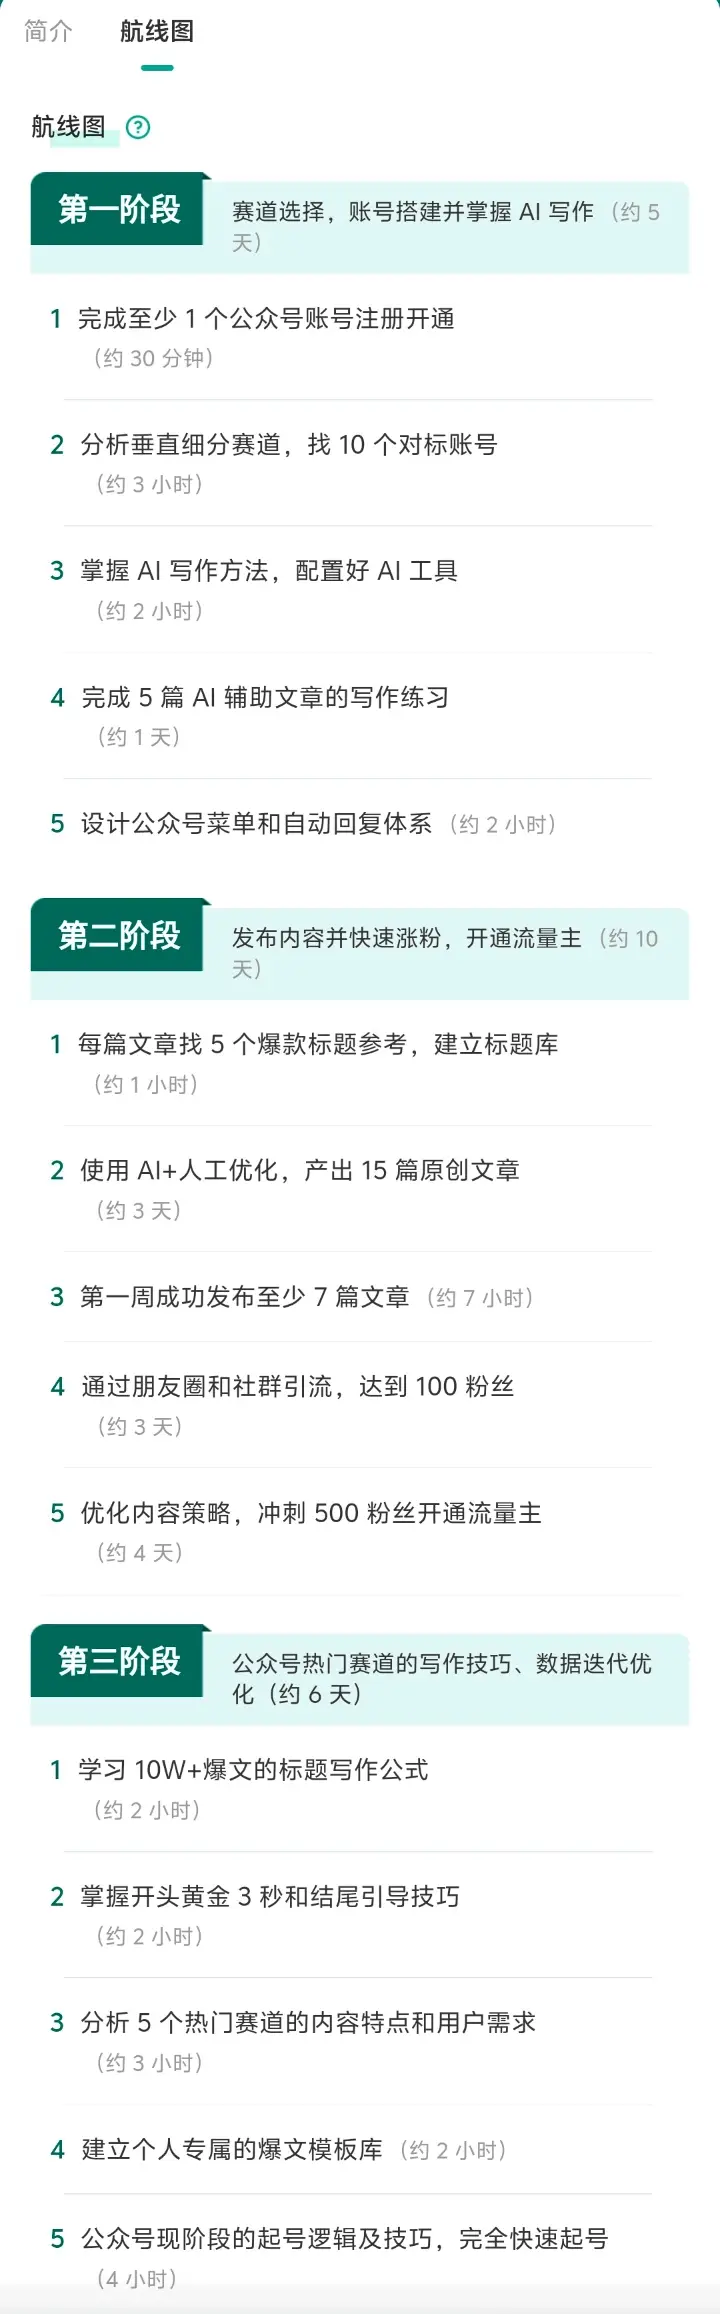 简介 航线图
航线图 ?
第一阶段
赛道选择，账号搭建并掌握 AI 写作（约 5
天）
1 完成至少 1 个公众号账号注册开通
（约 30 分钟）
2 分析垂直细分赛道，找 10 个对标账号
（约 3 小时）
3 掌握 AI 写作方法，配置好 AI 工具
（约 2 小时）
4 完成 5 篇 AI 辅助文章的写作练习
（约 1 天）
5 设计公众号菜单和自动回复体系（约 2 小时）
第二阶段
发布内容并快速涨粉，开通流量主（约 10
天）
1 每篇文章找 5 个爆款标题参考，建立标题库
（约 1 小时）
2 使用 AI+人工优化，产出 15 篇原创文章
（约 3 天）
3 第一周成功发布至少 7 篇文章（约 7 小时）
4 通过朋友圈和社群引流，达到 100 粉丝
（约 3 天）
5 优化内容策略，冲刺 500 粉丝开通流量主
（约 4 天）
第三阶段
公众号热门赛道的写作技巧、数据迭代优
化（约 6 天）
1 学习 10W+爆文的标题写作公式
（约 2 小时）
2 掌握开头黄金 3 秒和结尾引导技巧
（约 2 小时）
3 分析 5 个热门赛道的内容特点和用户需求
（约 3 小时）
4 建立个人专属的爆文模板库（约 2 小时）
5 公众号现阶段的起号逻辑及技巧，完全快速起号
（4 小时）